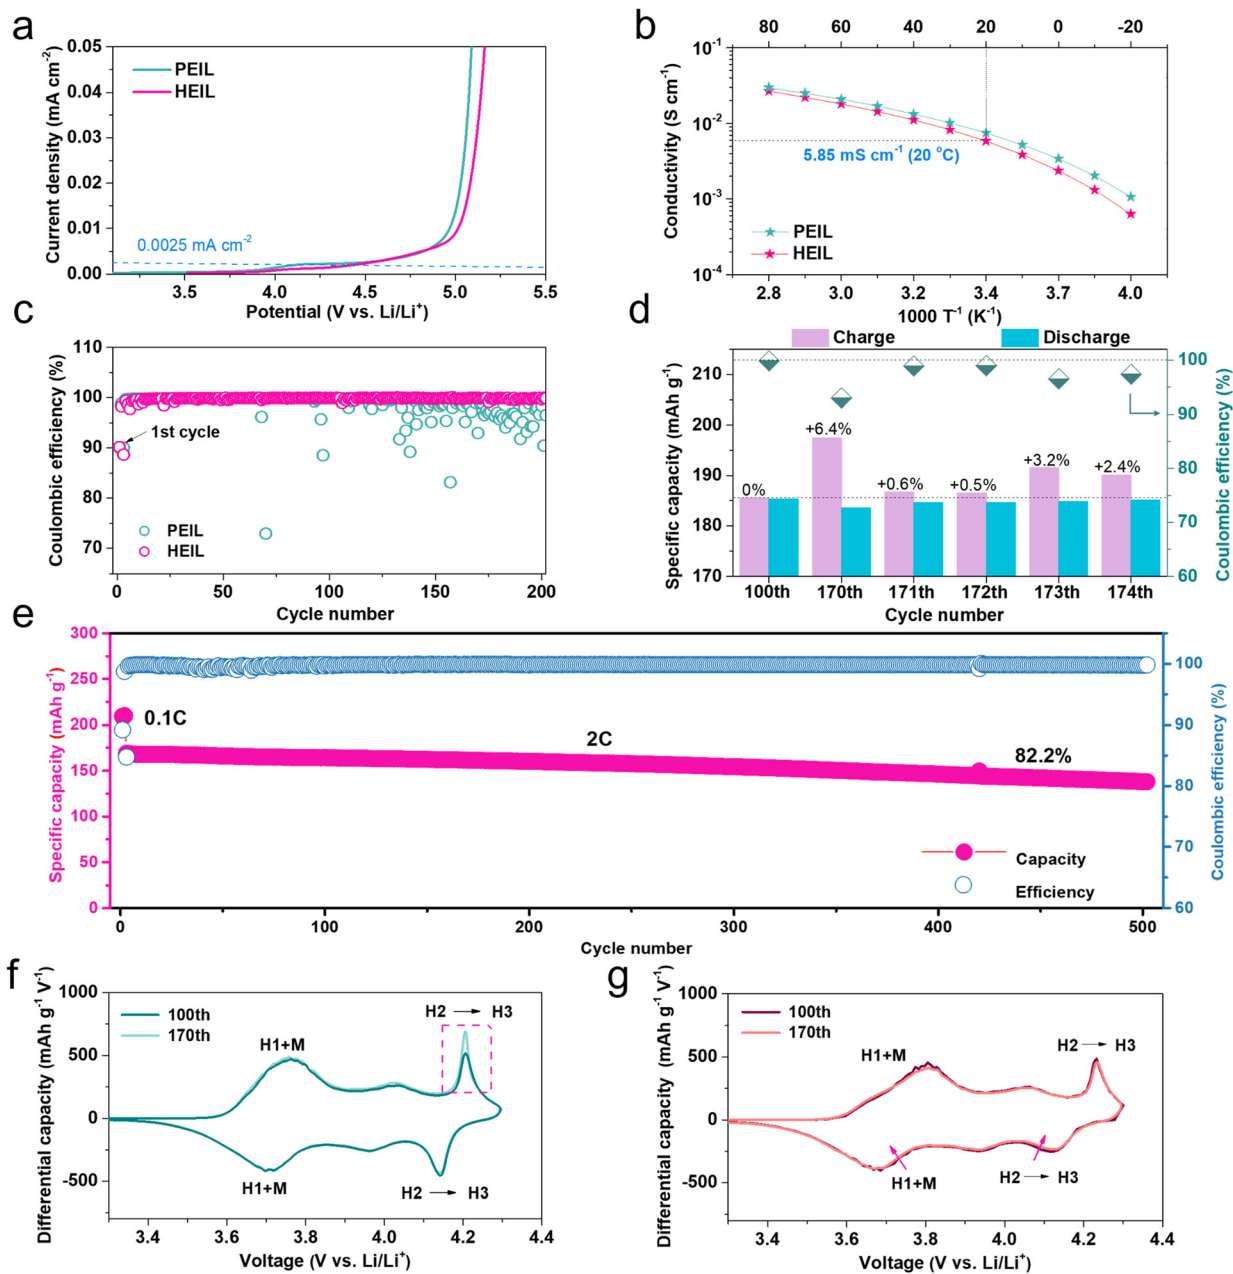 a
0.05
0.04
0.03
0.02
0.01
0.00
Current density (mA cm⁻²)
PEIL
HEIL
0.0025 mA cm⁻²
3.5 4.0 4.5 5.0 5.5
Potential (V vs. Li/Li⁺)
b
80 60 40 20 0 -20
10⁻¹
10⁻²
10⁻³
10⁻⁴
Conductivity (S cm⁻¹)
5.85 mS cm⁻¹ (20 °C)
PEIL
HEIL
2.8 3.0 3.2 3.4 3.7 4.0
1000 T⁻¹ (K⁻¹)
c
110
100
90
80
70
Coulombic efficiency (%)
1st cycle
PEIL
HEIL
0 50 100 150 200
Cycle number
d
Charge Discharge
210
200
190
180
170
Specific capacity (mAh g⁻¹)
0% +6.4% +0.6% +0.5% +3.2% +2.4%
100
90
80
70
60
Coulombic efficiency (%)
100th 170th 171th 172th 173th 174th
Cycle number
e
300
250
200
150
100
50
0
Specific capacity (mAh g⁻¹)
0.1C
2C
82.2%
Capacity
Efficiency
100
90
80
70
60
Coulombic efficiency (%)
0 100 200 300 400 500
Cycle number
f
1000
500
0
-500
Differential capacity (mAh g⁻¹ V⁻¹)
100th
170th
H1+M
H2 → H3
H1+M
H2 → H3
3.4 3.6 3.8 4.0 4.2 4.4
Voltage (V vs. Li/Li⁺)
g
1000
500
0
-500
Differential capacity (mAh g⁻¹ V⁻¹)
100th
170th
H1+M
H2 → H3
H1+M
H2 → H3
3.4 3.6 3.8 4.0 4.2 4.4
Voltage (V vs. Li/Li⁺)